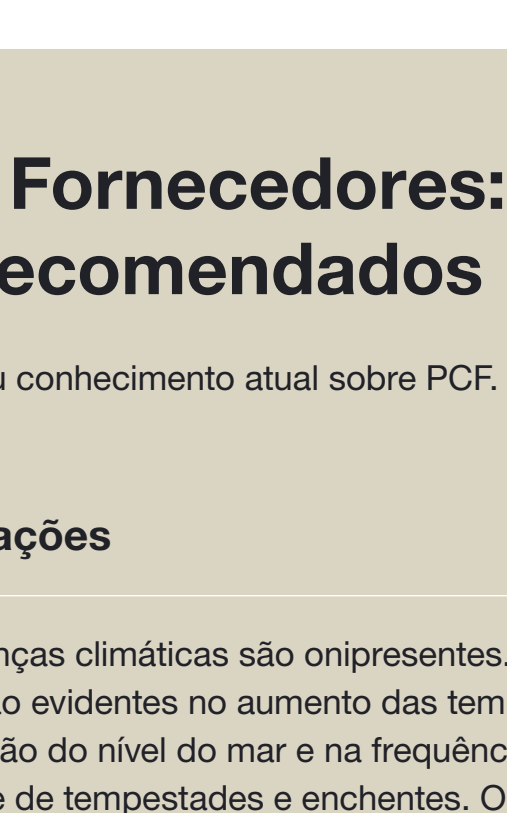 Fornecedores:
ecomendados
u conhecimento atual sobre PCF.
ações
nças climáticas são onipresentes.
ão evidentes no aumento das tem
ão do nível do mar e na frequênc
e de tempestades e enchentes. O